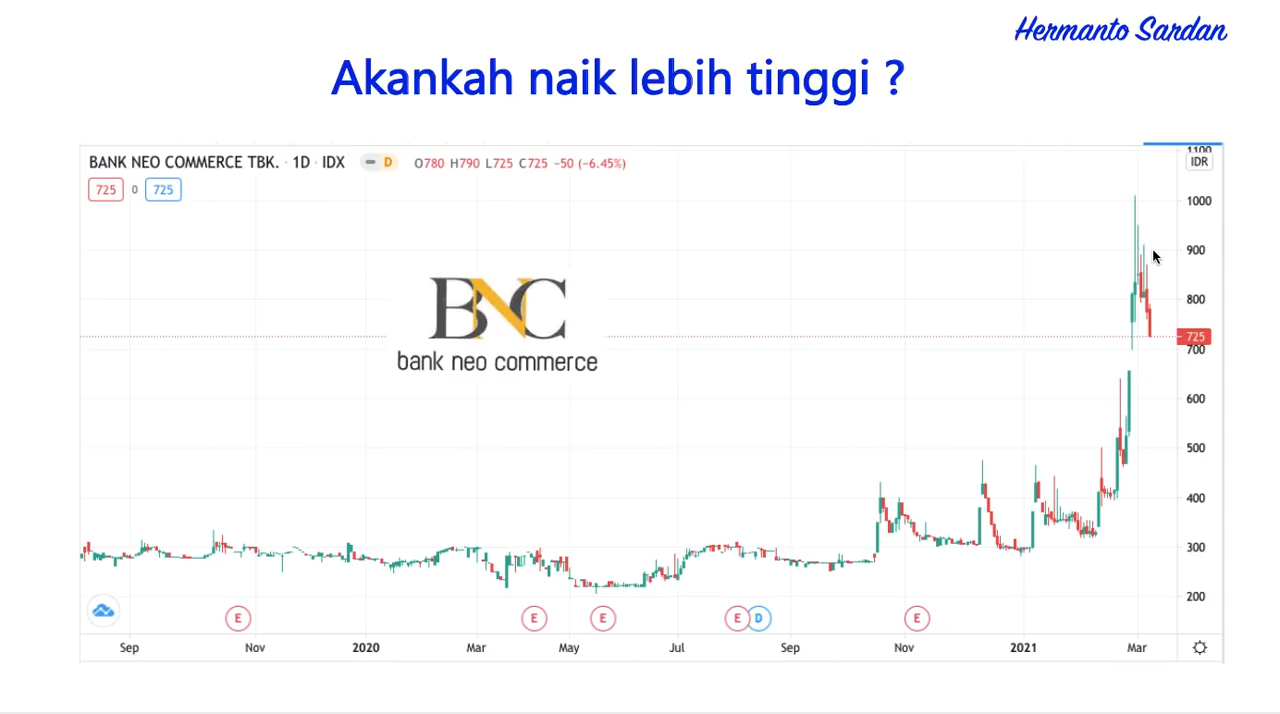 Hermanto Sardan
Akankah naik lebih tinggi ?
BANK NEO COMMERCE TBK. · 1D · IDX D O780 H790 L725 C725 -50 (-6.45%)
725 0 725
1100
IDR
1000
900
800
725
700
600
500
400
300
200
BNC
bank neo commerce
E E E E D E
Sep Nov 2020 Mar May Jul Sep Nov 2021 Mar